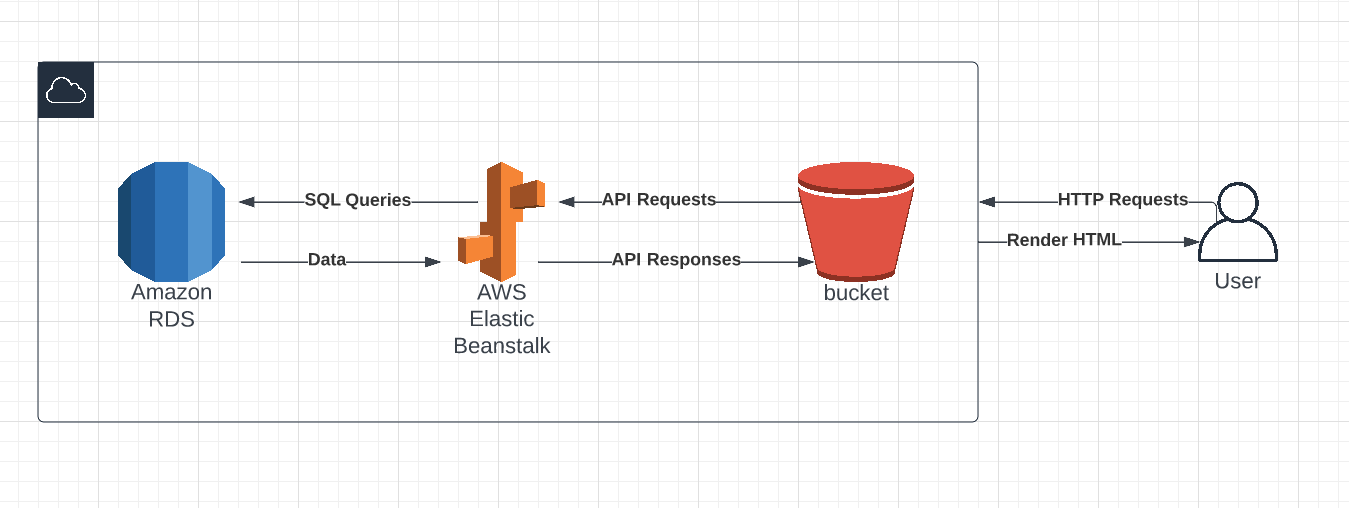 SQL Queries
API Requests
HTTP Requests
Render HTML
Data
API Responses
Amazon
RDS
AWS
Elastic
Beanstalk
bucket
User